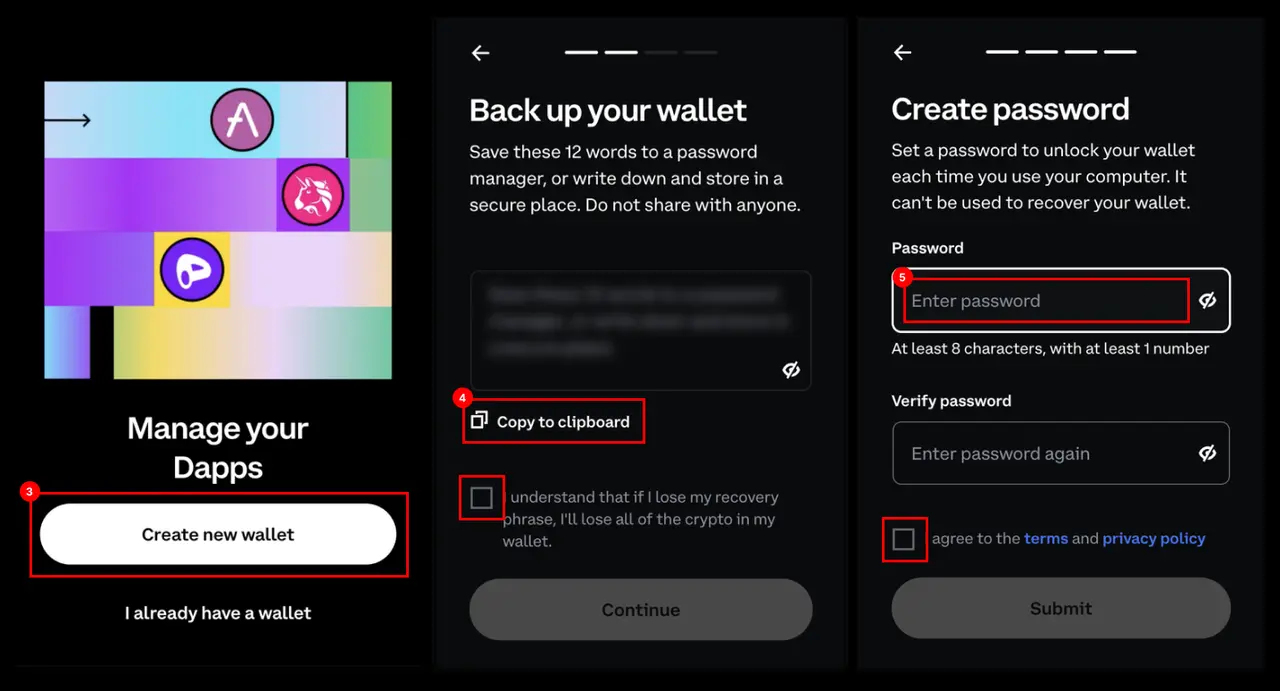 Manage your
Dapps
3
Create new wallet
I already have a wallet
Back up your wallet
Save these 12 words to a password
manager, or write down and store in a
secure place. Do not share with anyone.
4
Copy to clipboard
I understand that if I lose my recovery
phrase, I'll lose all of the crypto in my
wallet.
Continue
Create password
Set a password to unlock your wallet
each time you use your computer. It
can't be used to recover your wallet.
Password
5
Enter password
At least 8 characters, with at least 1 number
Verify password
Enter password again
agree to the terms and privacy policy
Submit